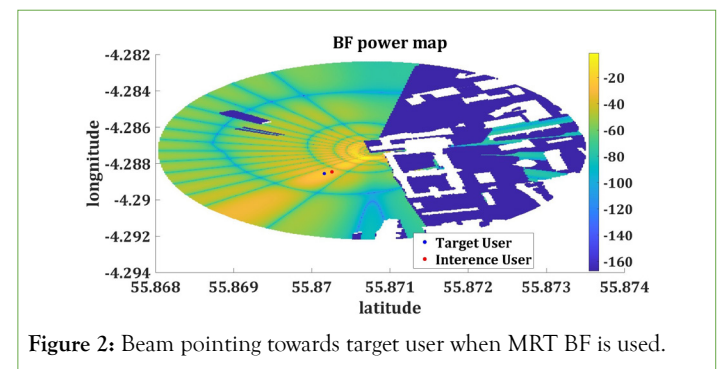 BF power map
-4.282
-4.284
-4.286
-4.288
-4.29
-4.292
-4.294
longnitude
55.868 55.869 55.87 55.871 55.872 55.873 55.874
latitude
Target User
Interence User
-20
-40
-60
-80
-100
-120
-140
-160
Figure 2: Beam pointing towards target user when MRT BF is used.